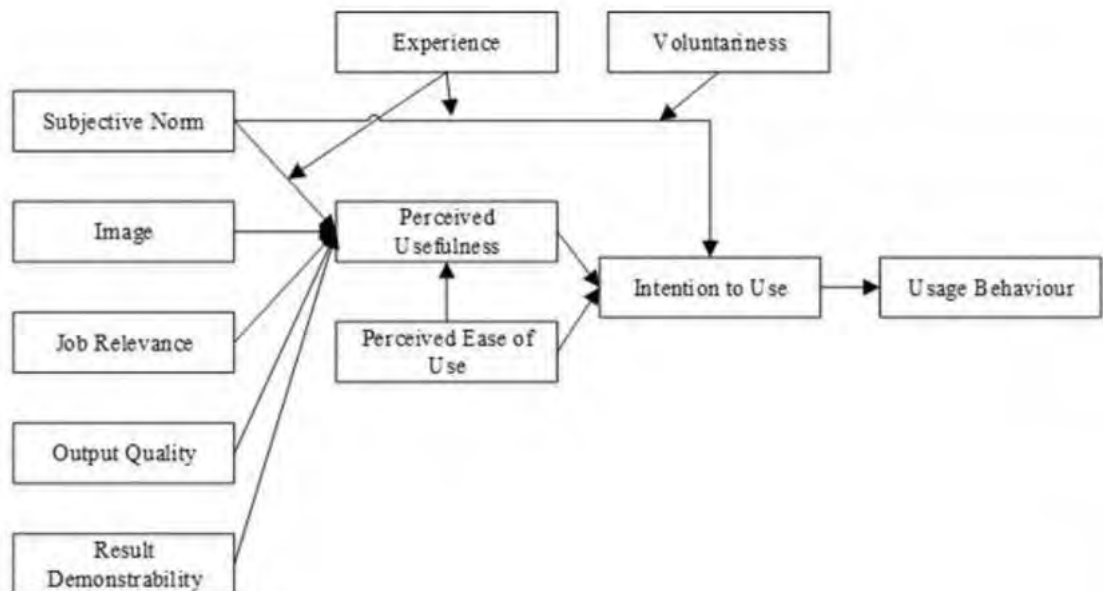 Experience
Voluntariness
Subjective Norm
Image
Perceived
Usefulness
Intention to Use
Usage Behaviour
Job Relevance
Perceived Ease of
Use
Output Quality
Result
Demonstrability